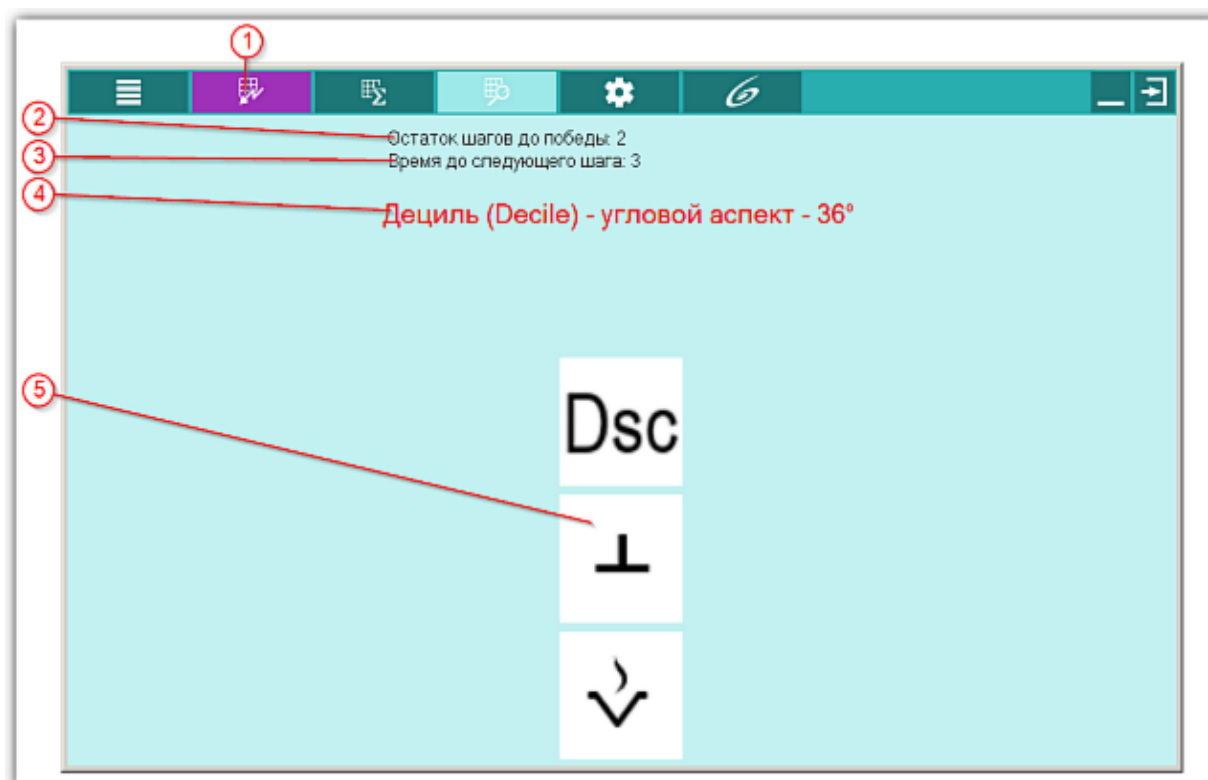 1
2
Остаток шагов до победы: 2
3
Время до следующего шага: 3
4
Дециль (Decile) - угловой аспект - 36°
5
Dsc